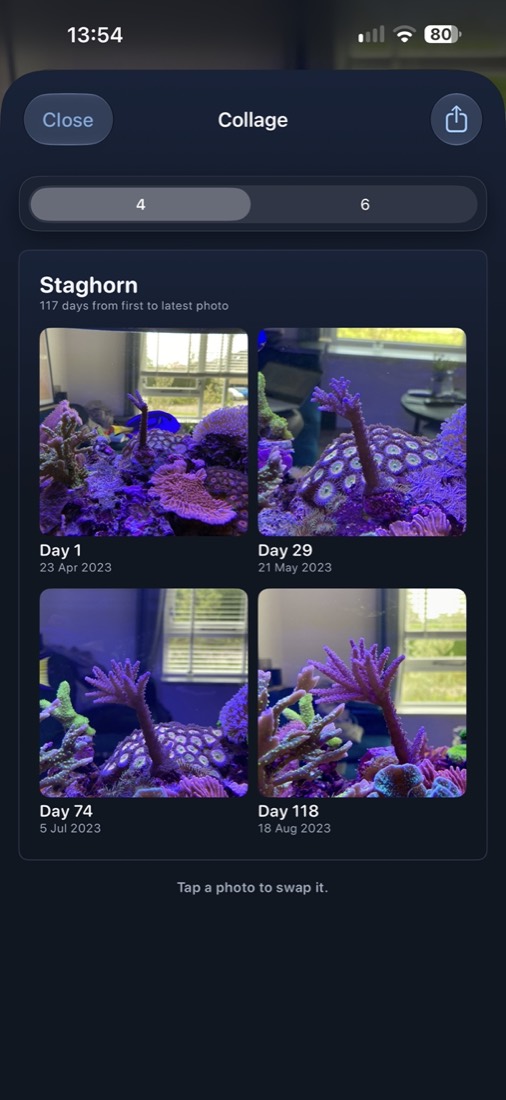 13:54
80
Close
Collage
4
6
Staghorn
117 days from first to latest photo
Day 1
23 Apr 2023
Day 29
21 May 2023
Day 74
5 Jul 2023
Day 118
18 Aug 2023
Tap a photo to swap it.